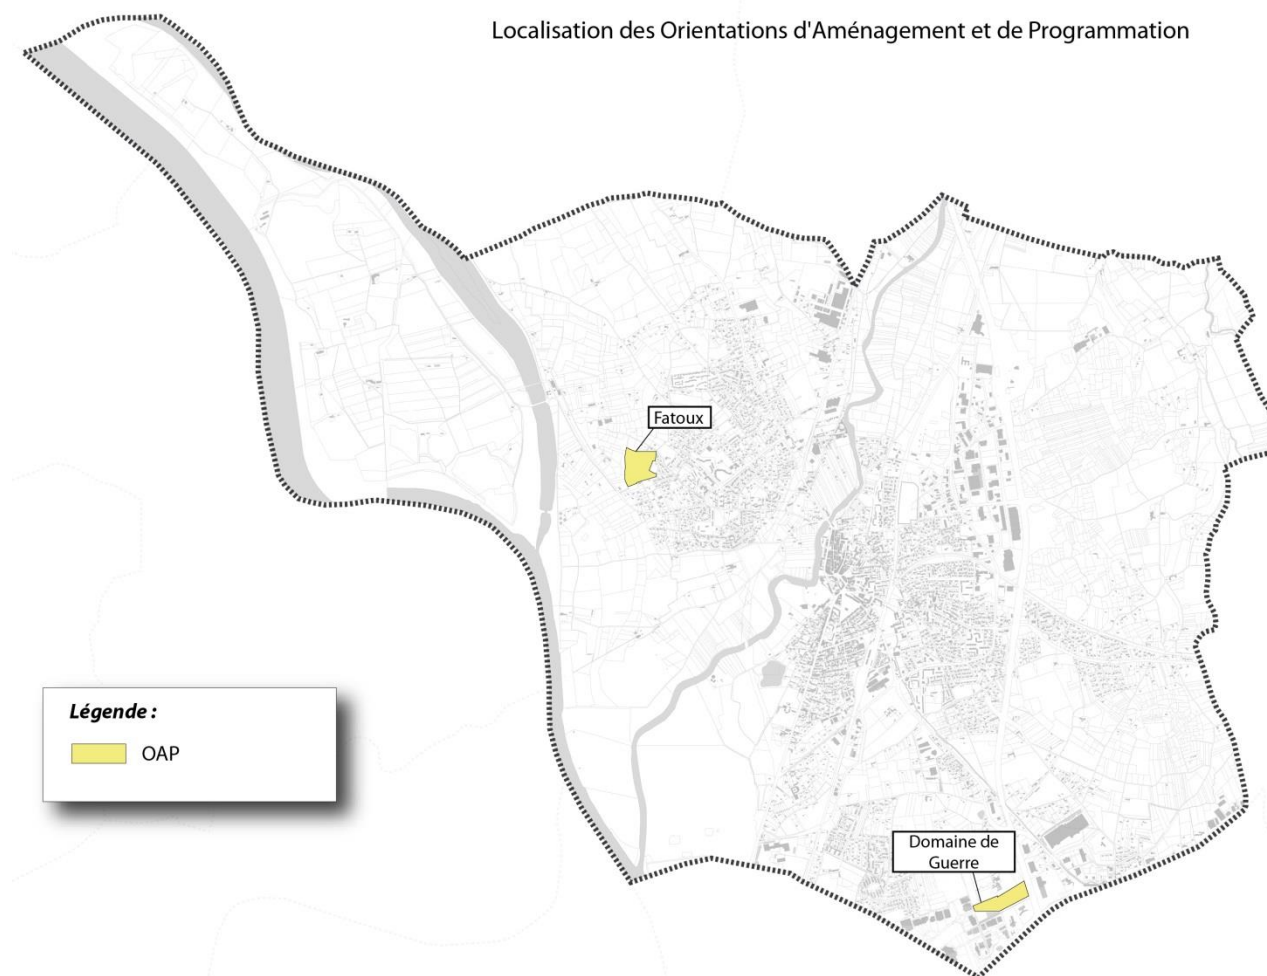 Localisation des Orientations d'Aménagement et de Programmation
Fatoux
Légende :
OAP
Domaine de
Guerre